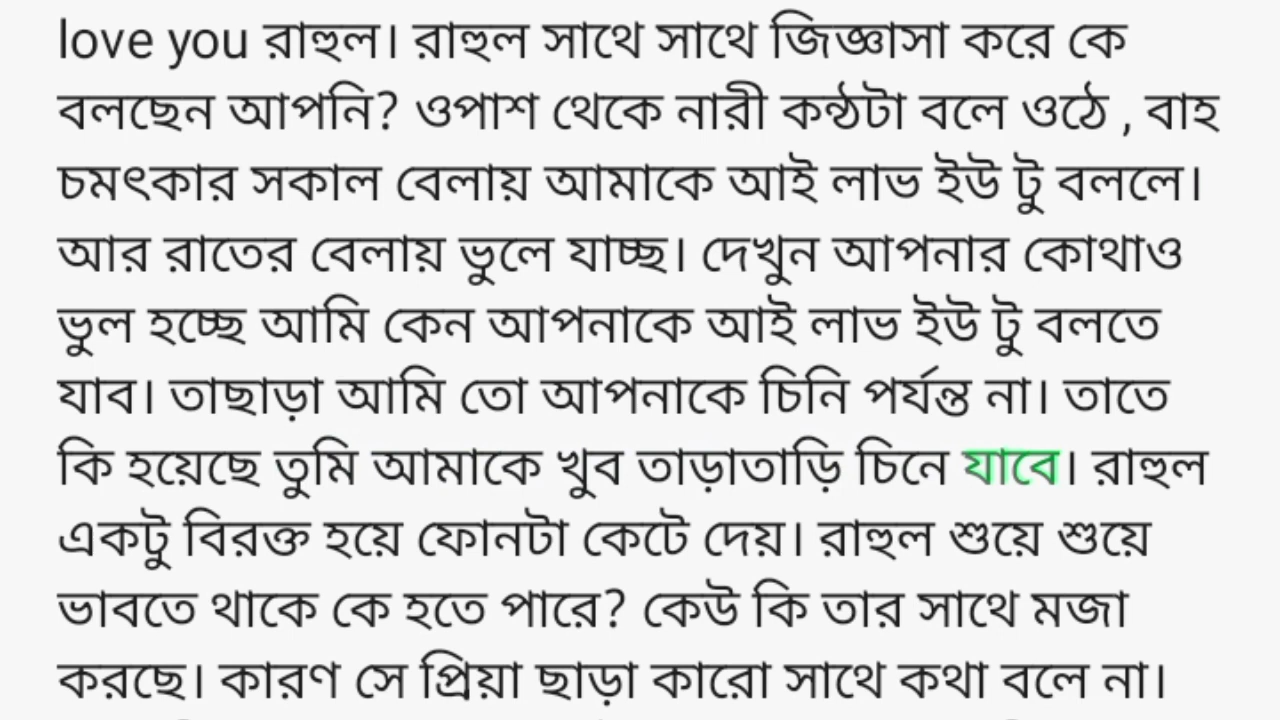 love you রাহুল। রাহুল সাথে সাথে জিজ্ঞাসা করে কে
বলছেন আপনি? ওপাশ থেকে নারী কন্ঠটা বলে ওঠে , বাহ
চমৎকার সকাল বেলায় আমাকে আই লাভ ইউ টু বললে।
আর রাতের বেলায় ভুলে যাচ্ছ। দেখুন আপনার কোথাও
ভুল হচ্ছে আমি কেন আপনাকে আই লাভ ইউ টু বলতে
যাব। তাছাড়া আমি তো আপনাকে চিনি পর্যন্ত না। তাতে
কি হয়েছে তুমি আমাকে খুব তাড়াতাড়ি চিনে যাবে। রাহুল
একটু বিরক্ত হয়ে ফোনটা কেটে দেয়। রাহুল শুয়ে শুয়ে
ভাবতে থাকে কে হতে পারে? কেউ কি তার সাথে মজা
করছে। কারণ সে প্রিয়া ছাড়া কারো সাথে কথা বলে না।